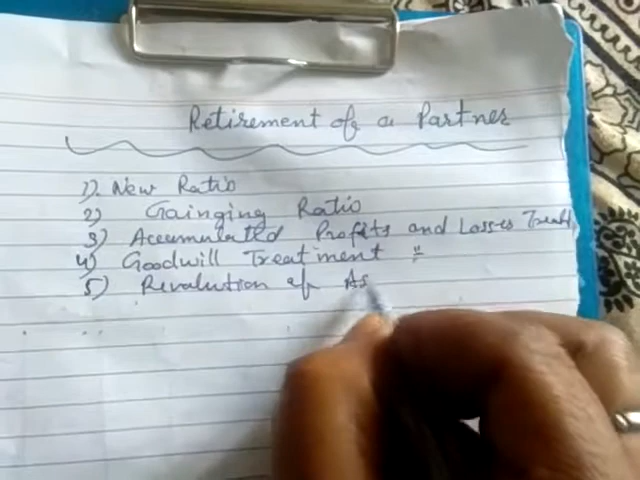 Retirement of a Partner
1). New Ratio
2) Gainging Ratio
3) Accumulated Profits and Losses
4) Goodwill Treatment =
5) Revalution of As